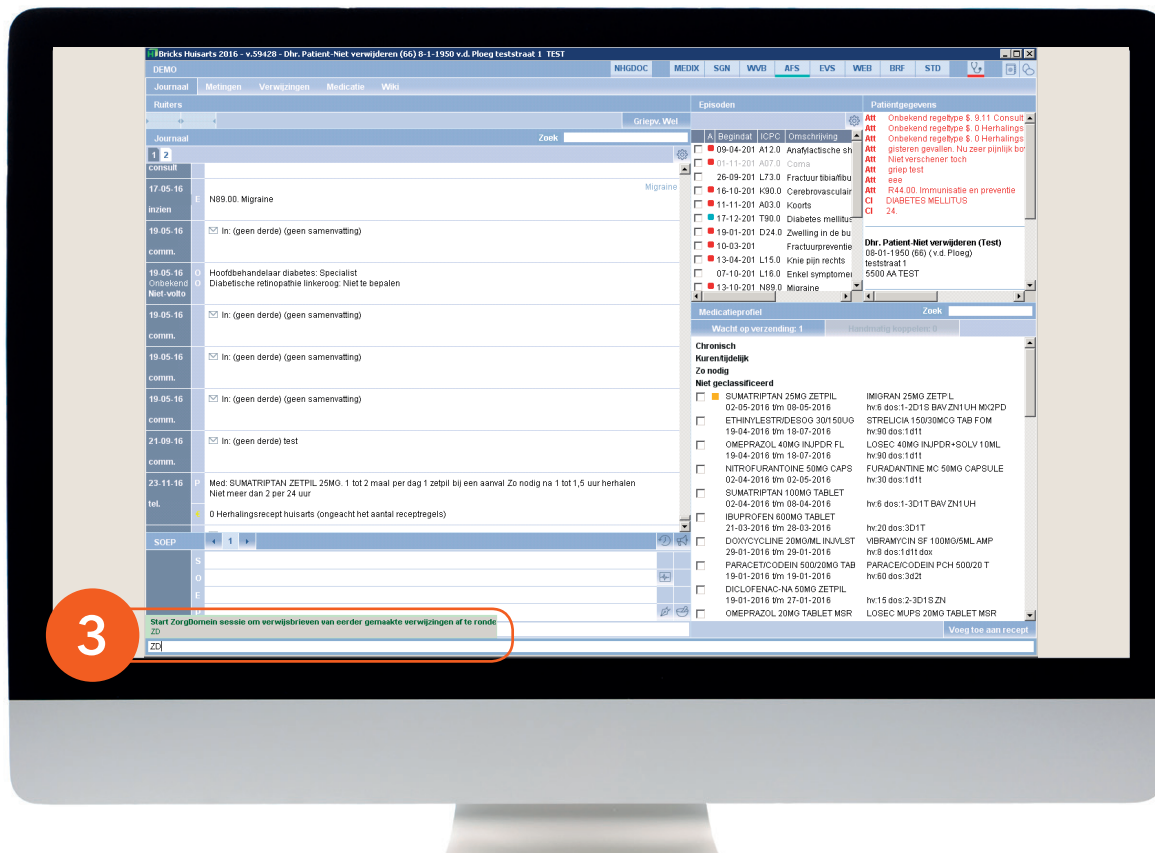 Bricks Huisarts 2016 - v.59428 - Dhr. Patient-Niet verwijderen (66) 8-1-1950 v.d. Ploeg teststraat 1 TEST
DEMO
NHGDOC MEDIX SGN WVB AFS EVS WEB BRF STD
Journaal Metingen Verwijzingen Medicatie Wiki
Ruiters
Griepv. Wel
Journaal Zoek
1 2
consult
17-05-16 Migraine
E N89.00. Migraine
inzien
19-05-16 In: (geen derde) (geen samenvatting)
comm.
19-05-16 O Hoofdbehandelaar diabetes: Specialist
Onbekend O Diabetische retinopathie linkeroog: Niet te bepalen
Niet-volto
19-05-16 In: (geen derde) (geen samenvatting)
comm.
19-05-16 In: (geen derde) (geen samenvatting)
comm.
19-05-16 In: (geen derde) (geen samenvatting)
comm.
21-09-16 In: (geen derde) test
comm.
23-11-16 P Med: SUMATRIPTAN ZETPIL 25MG. 1 tot 2 maal per dag 1 zetpil bij een aanval Zo nodig na 1 tot 1,5 uur herhalen
Niet meer dan 2 per 24 uur
tel.
0 Herhalingsrecept huisarts (ongeacht het aantal receptregels)
SOEP 1
S
O
E
P
Start ZorgDomein sessie om verwijsbrieven van eerder gemaakte verwijzingen af te ronde
ZD
ZD
3
Episoden
A Begindat ICPC Omschrijving
09-04-201 A12.0 Anafylactische sh
01-11-201 A07.0 Coma
26-09-201 L73.0 Fractuur tibia/fibu
16-10-201 K90.0 Cerebrovasculair
11-11-201 A03.0 Koorts
17-12-201 T90.0 Diabetes mellitus
19-01-201 D24.0 Zwelling in de bu
10-03-201 Fractuurpreventie
13-04-201 L15.0 Knie pijn rechts
07-10-201 L16.0 Enkel symptomen
13-10-201 N89.0 Migraine
Patiëntgegevens
Att Onbekend regeltype $. 9.11 Consult
Att Onbekend regeltype $. 0 Herhalings
Att Onbekend regeltype $. 0 Herhalings
Att gisteren gevallen. Nu zeer pijnlijk bo
Att Niet verschener toch
Att griep test
Att eee
Att R44.00. Immunisatie en preventie
CI DIABETES MELLITUS
CI 24.
Dhr. Patient-Niet verwijderen (Test)
08-01-1950 (66) ( v.d. Ploeg)
teststraat 1
5500 AA TEST
Medicatieprofiel Zoek
Wacht op verzending: 1 Handmatig koppelen: 0
Chronisch
Kuren/tijdelijk
Zo nodig
Niet geclassificeerd
SUMATRIPTAN 25MG ZETPIL IMIGRAN 25MG ZETP L
02-05-2016 t/m 08-05-2016 hv:6 dos:1-2D1S BAV ZN1UH MX2PD
ETHINYLESTR/DESOG 30/150UG STRELICIA 150/30MCG TAB FOM
19-04-2016 t/m 18-07-2016 hv:90 dos:1d1t
OMEPRAZOL 40MG INJPDR FL LOSEC 40MG INJPDR+SOLV 10ML
19-04-2016 t/m 18-07-2016 hv:90 dos:1d1t
NITROFURANTOINE 50MG CAPS FURADANTINE MC 50MG CAPSULE
02-04-2016 t/m 02-05-2016 hv:30 dos:1d1t
SUMATRIPTAN 100MG TABLET
02-04-2016 t/m 08-04-2016 hv:6 dos:1-3D1T BAV ZN1UH
IBUPROFEN 600MG TABLET
21-03-2016 t/m 28-03-2016 hv:20 dos:3D1T
DOXYCYCLINE 20MG/ML INJVLST VIBRAMYCIN SF 100MG/5ML AMP
29-01-2016 t/m 29-01-2016 hv:8 dos:1d1t dox
PARACET/CODEIN 500/20MG TAB PARACE/CODEIN PCH 500/20 T
19-01-2016 t/m 19-01-2016 hv:60 dos:3d2t
DICLOFENAC-NA 50MG ZETPIL
19-01-2016 t/m 27-01-2016 hv:15 dos:2-3D1S ZN
OMEPRAZOL 20MG TABLET MSR LOSEC MUPS 20MG TABLET MSR
Voeg toe aan recept